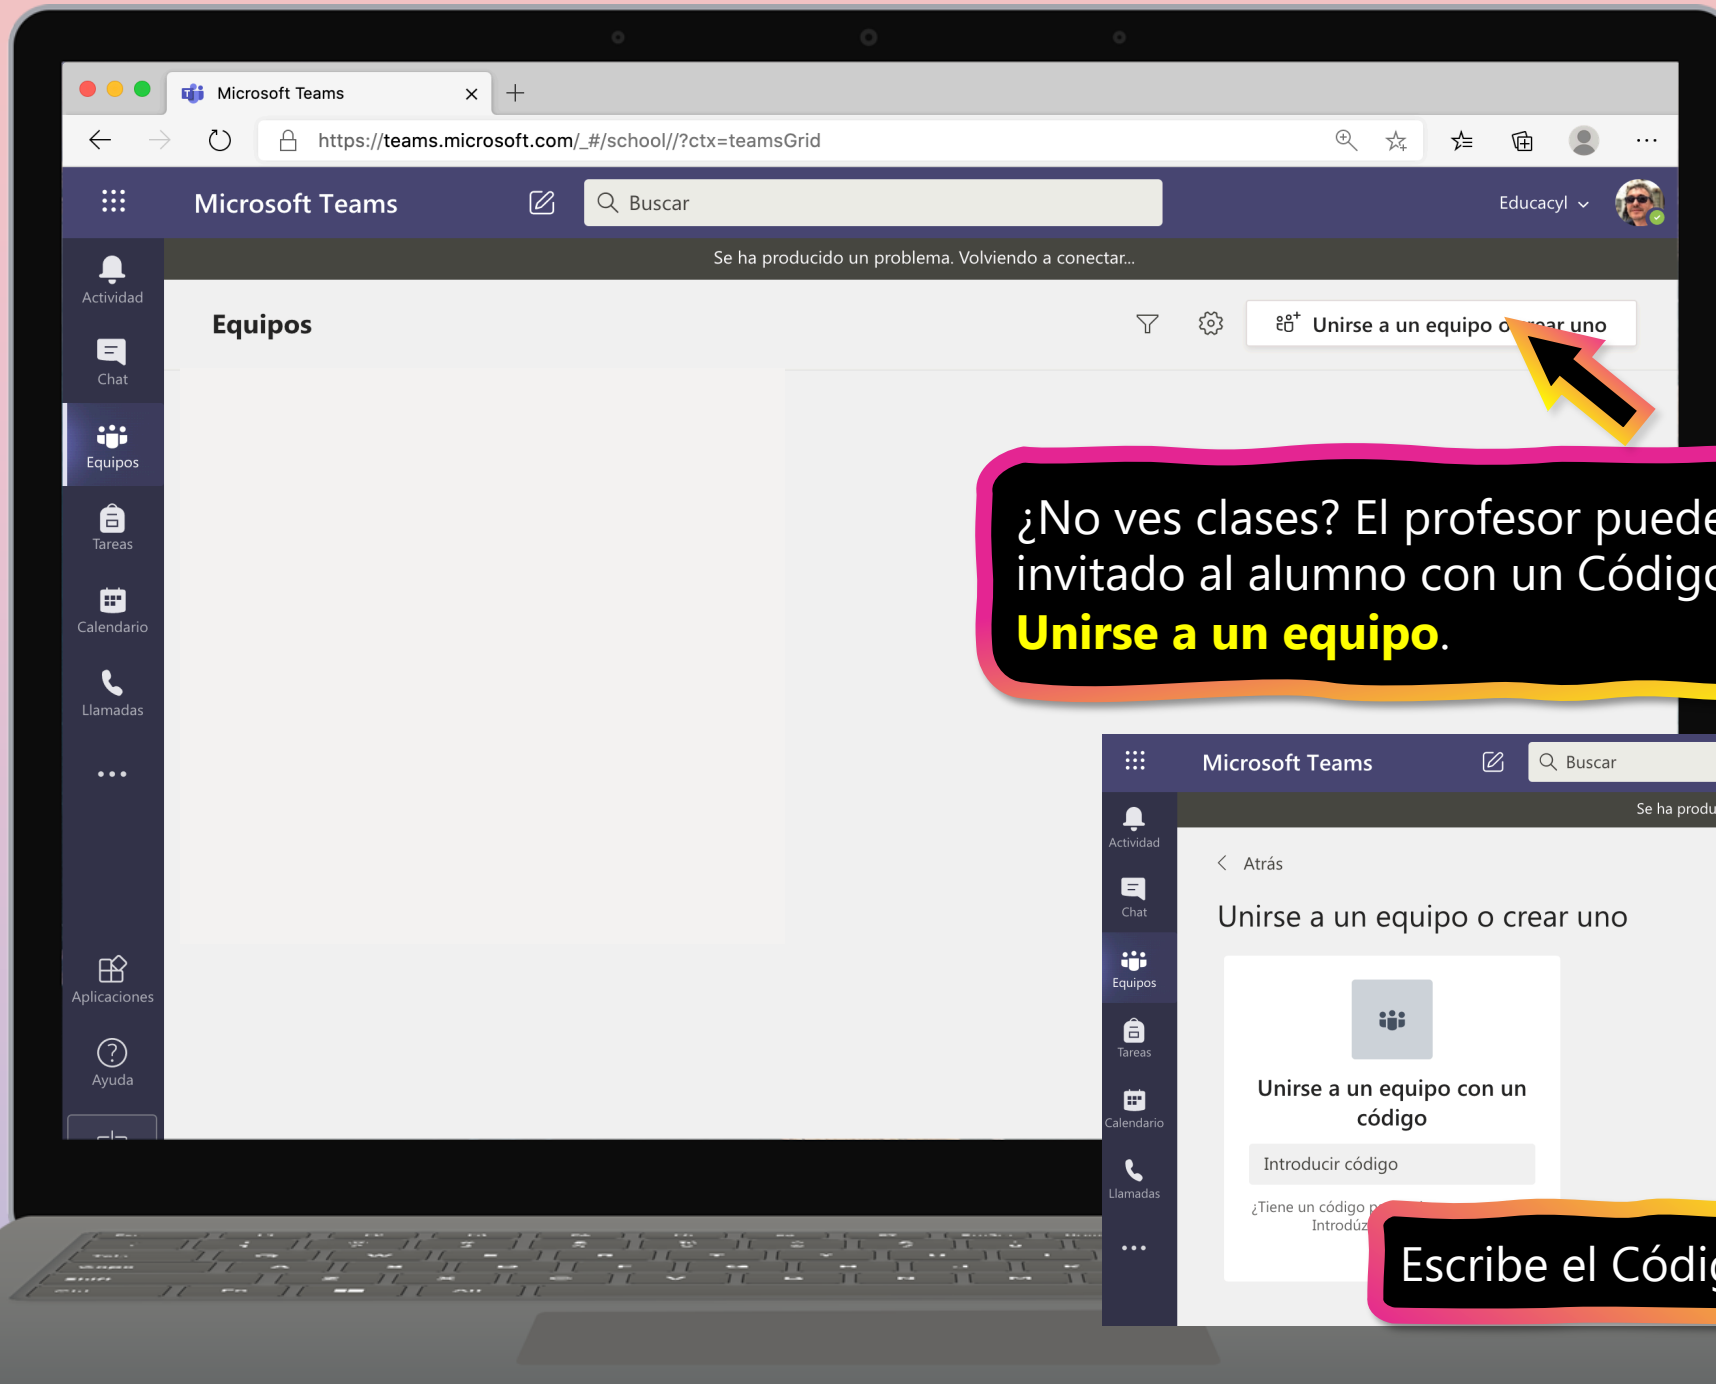 Microsoft Teams
https://teams.microsoft.com/_#/school//?ctx=teamsGrid
Microsoft Teams
Buscar
Educacyl
Se ha producido un problema. Volviendo a conectar...
Actividad
Chat
Equipos
Tareas
Calendario
Llamadas
Aplicaciones
Ayuda
Equipos
Unirse a un equipo o crear uno
¿No ves clases? El profesor puede
invitado al alumno con un Código
Unirse a un equipo.
Microsoft Teams
Buscar
Se ha produ
Actividad
Chat
Equipos
Tareas
Calendario
Llamadas
Atrás
Unirse a un equipo o crear uno
Unirse a un equipo con un
código
Introducir código
¿Tiene un código p
Introdúz
Escribe el Códig